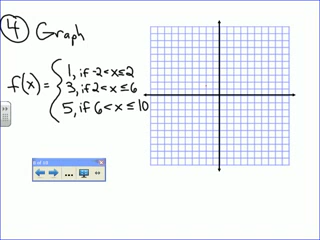 ④ Graph
f(x) = { 1, if -2 < x ≤ 2
3, if 2 < x ≤ 6
5, if 6 < x ≤ 10